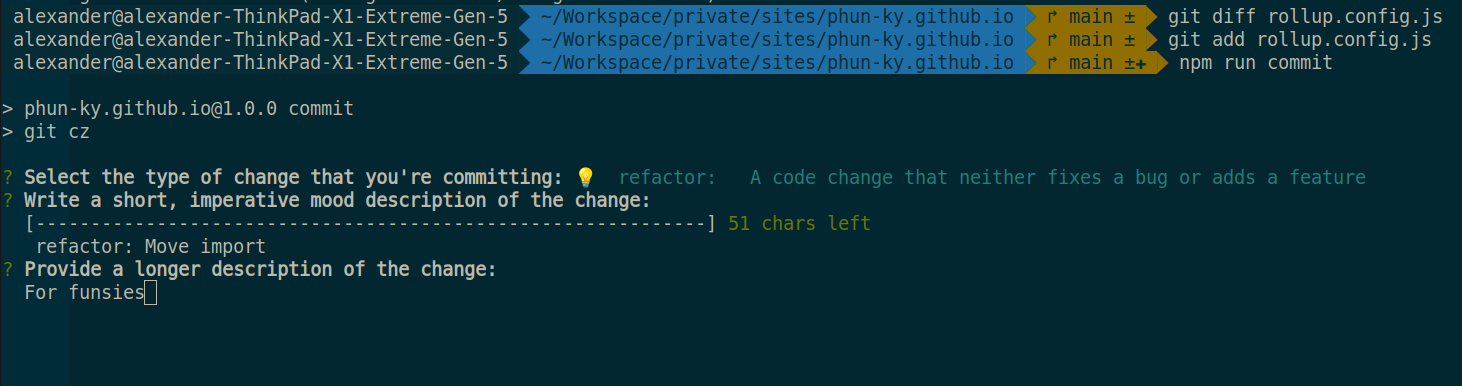 alexander@alexander-ThinkPad-X1-Extreme-Gen-5 ~/Workspace/private/sites/phun-ky.github.io ↱ main ± git diff rollup.config.js
alexander@alexander-ThinkPad-X1-Extreme-Gen-5 ~/Workspace/private/sites/phun-ky.github.io ↱ main ± git add rollup.config.js
alexander@alexander-ThinkPad-X1-Extreme-Gen-5 ~/Workspace/private/sites/phun-ky.github.io ↱ main ±✚ npm run commit
> phun-ky.github.io@1.0.0 commit
> git cz
? Select the type of change that you're committing: 💡 refactor: A code change that neither fixes a bug or adds a feature
? Write a short, imperative mood description of the change:
[-------------------------------------------------------------] 51 chars left
refactor: Move import
? Provide a longer description of the change:
For funsies